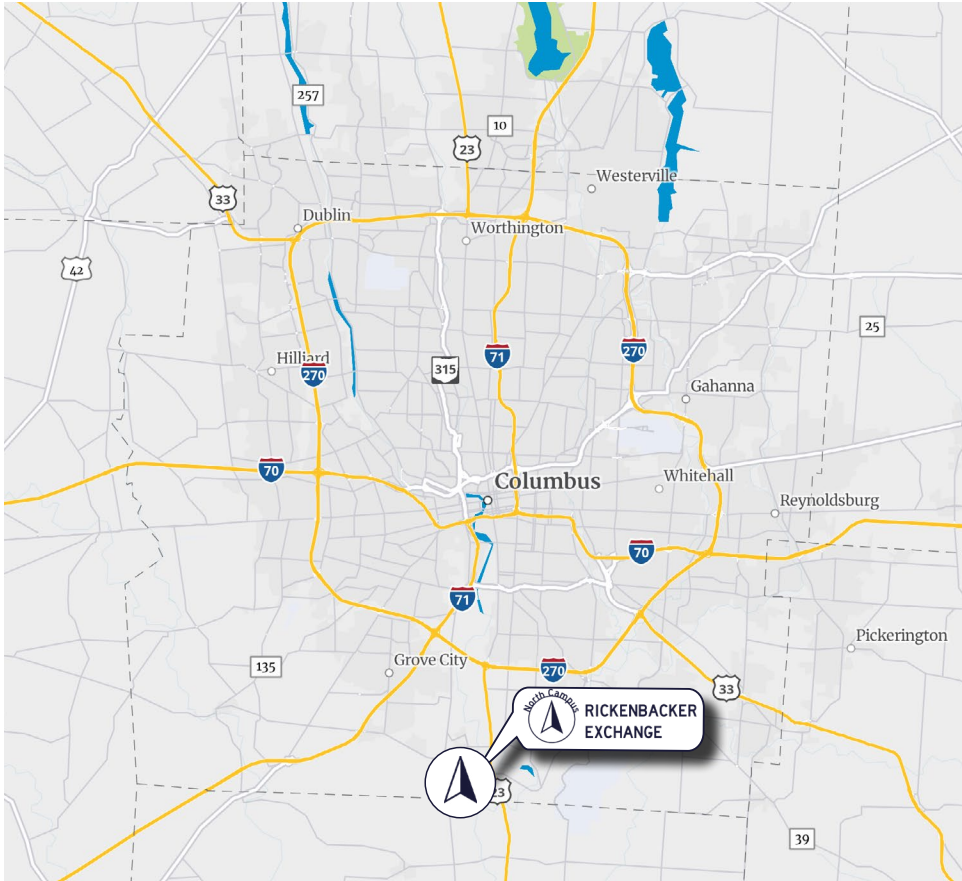 257
10
23
Westerville
33
Dublin
Worthington
42
25
71
270
Hilliard
270
315
Gahanna
70
Columbus
Whitehall
Reynoldsburg
70
71
Pickerington
135
Grove City
270
33
North Campus
RICKENBACKER
EXCHANGE
23
39